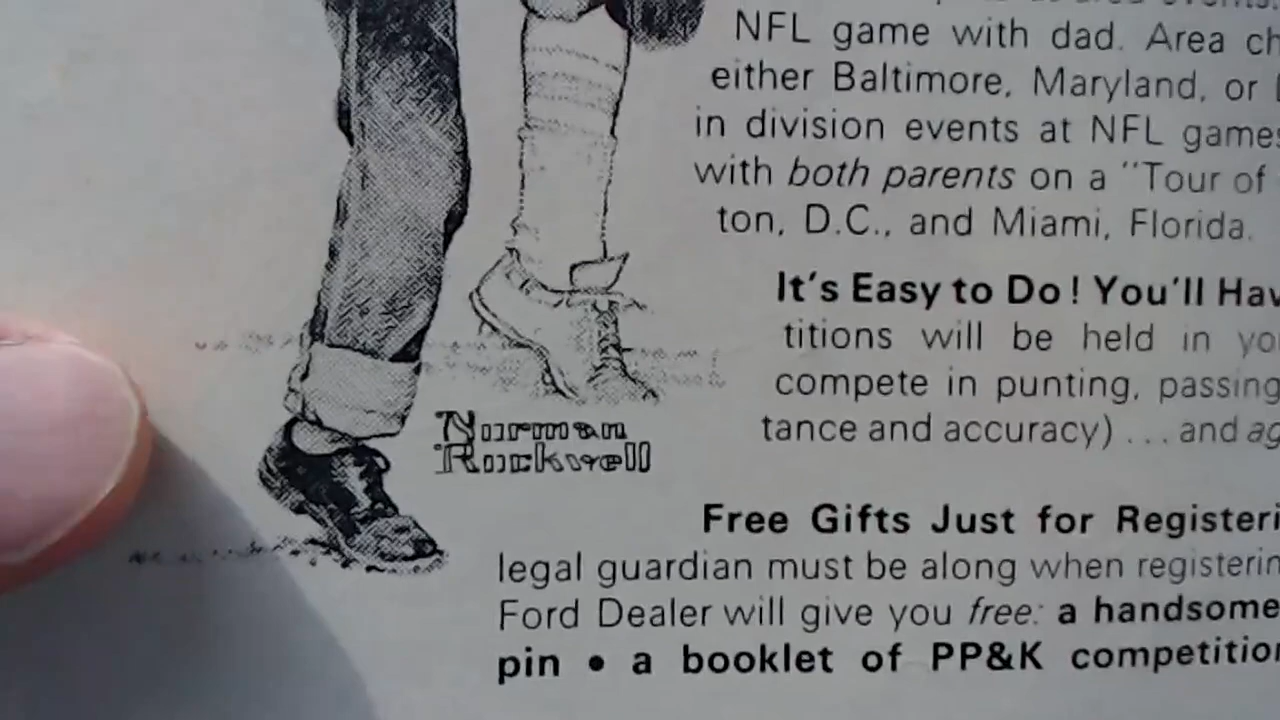 NFL game with dad. Area
either Baltimore, Maryland, or
in division events at NFL games
with both parents on a "Tour of
ton, D.C., and Miami, Florida.
It's Easy to Do! You'll
titions will be held in
compete in punting, passing
tance and accuracy) ... and
Norman
Rockwell
Free Gifts Just for
legal guardian must be along when
Ford Dealer will give you free: a handsome
pin • a booklet of PP&K